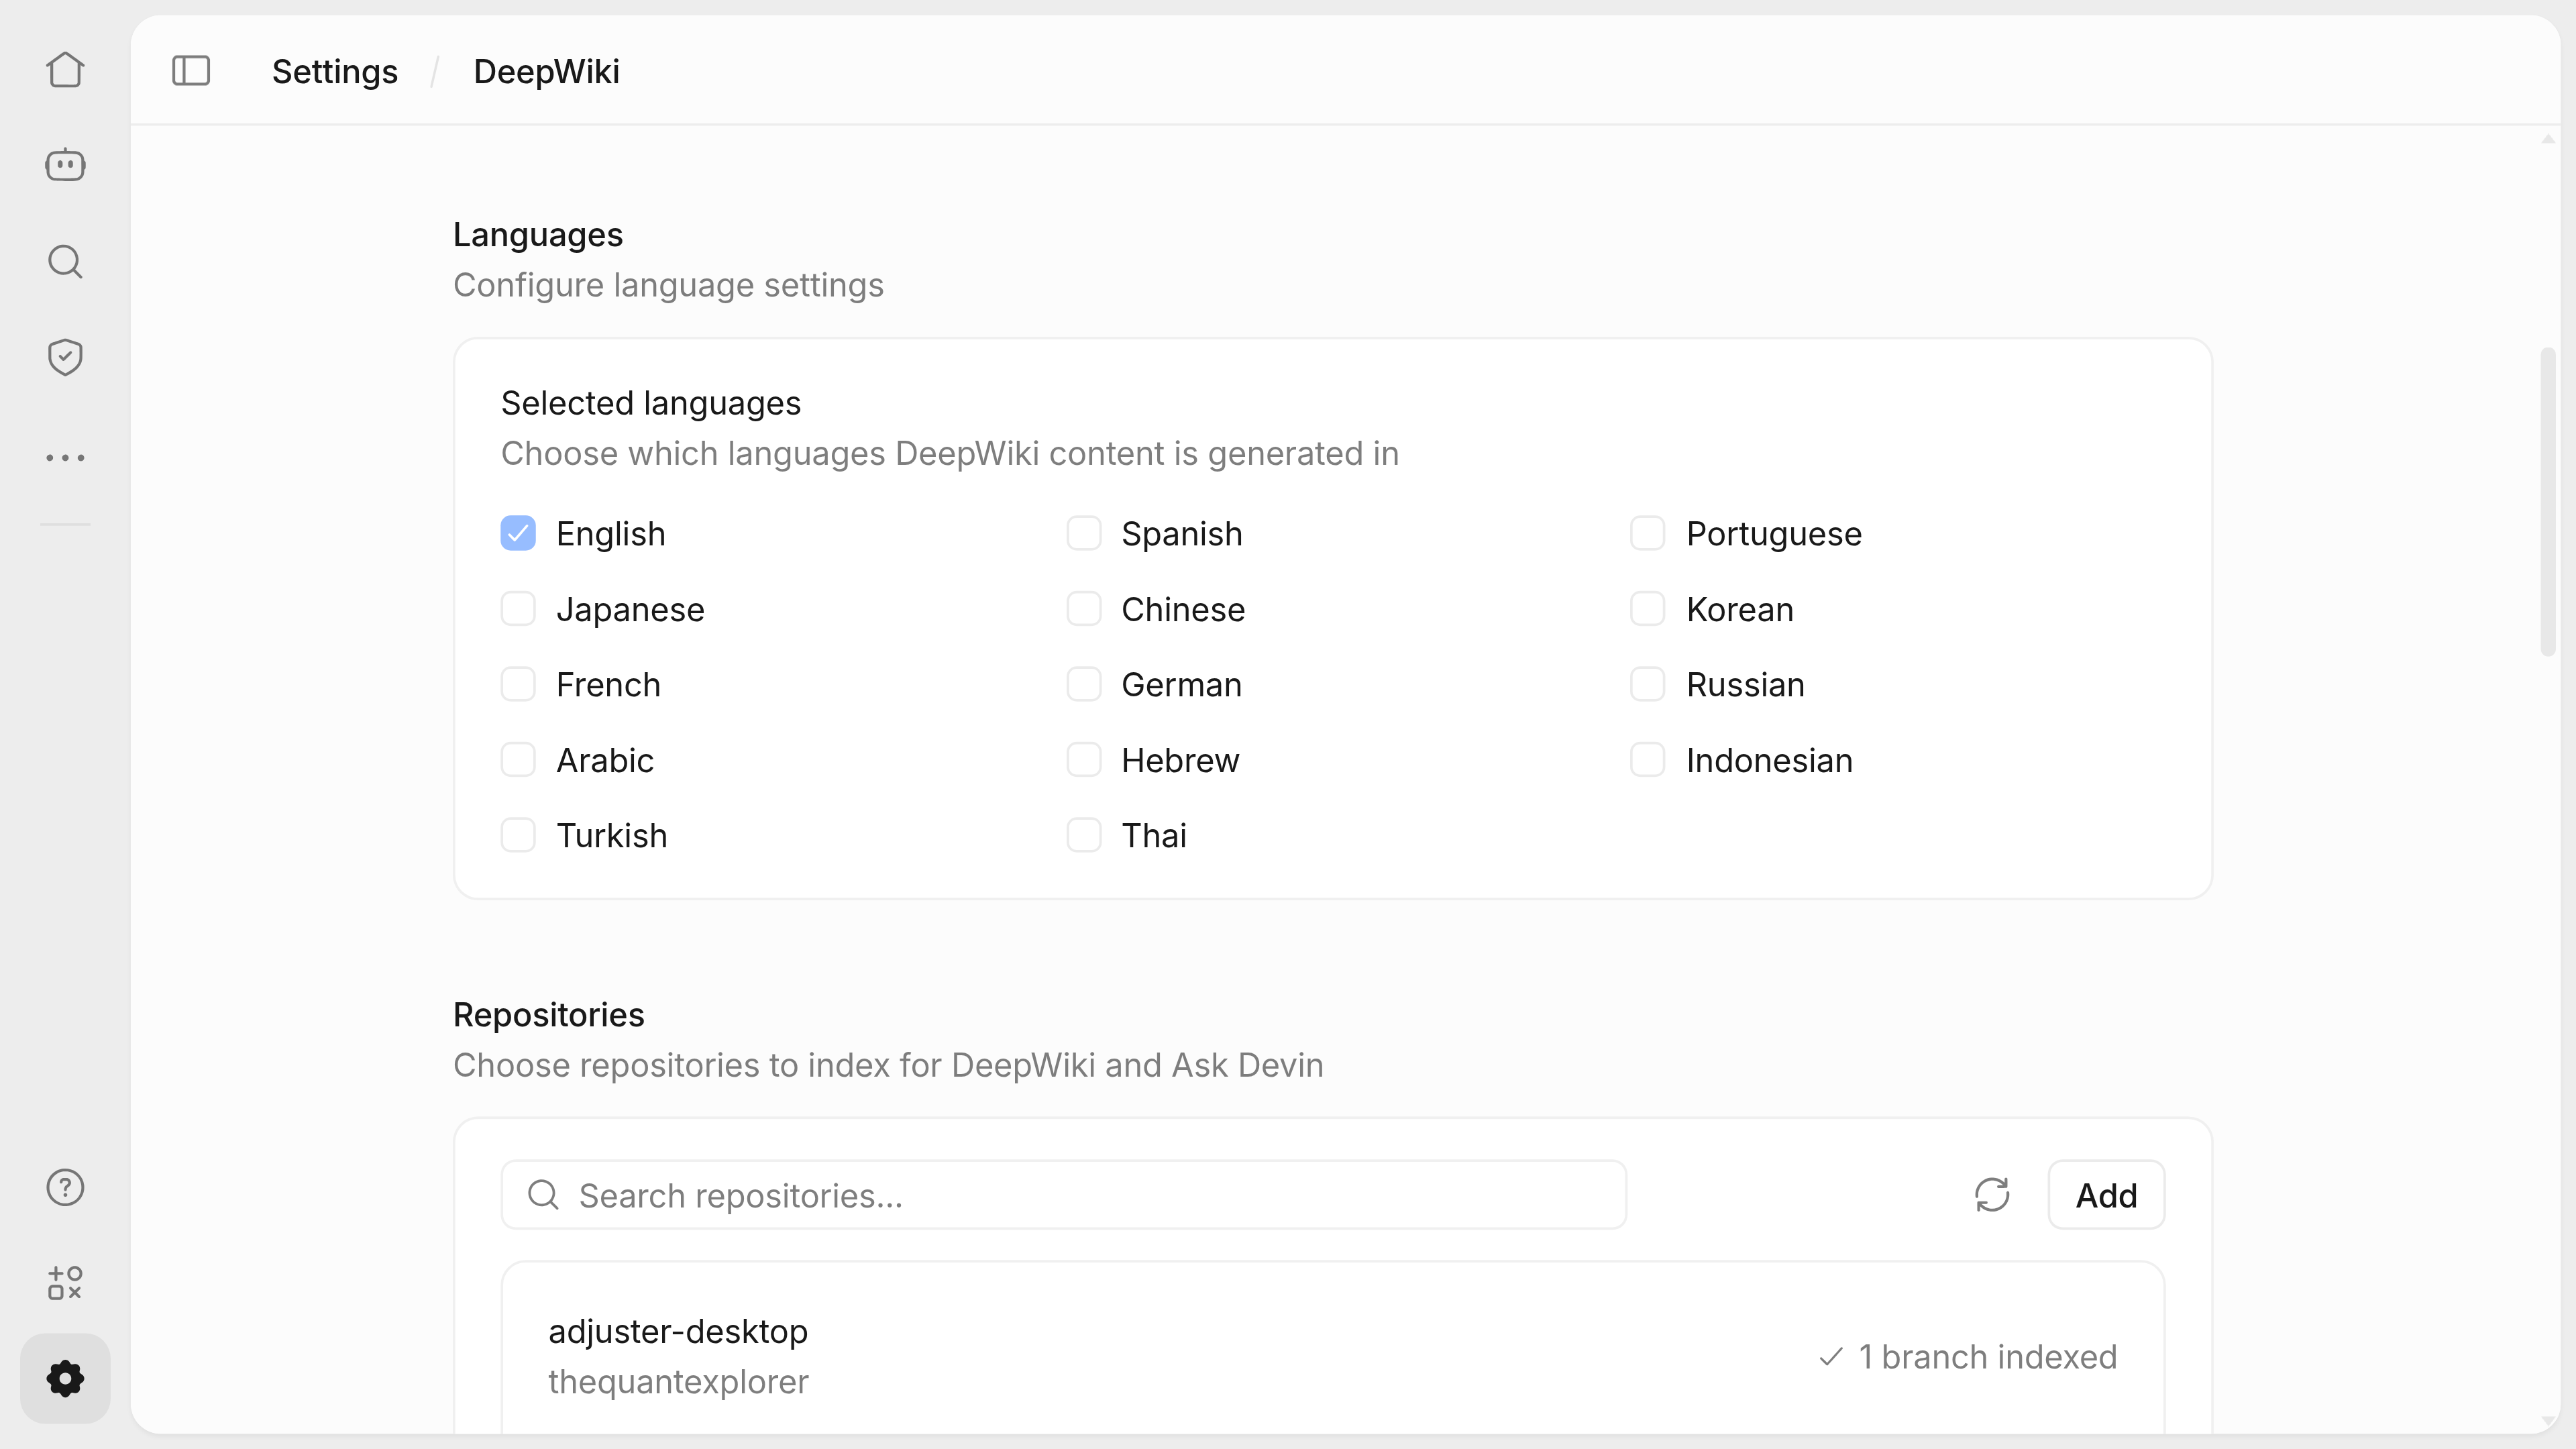 Settings / DeepWiki
Languages
Configure language settings
Selected languages
Choose which languages DeepWiki content is generated in
English Spanish Portuguese
Japanese Chinese Korean
French German Russian
Arabic Hebrew Indonesian
Turkish Thai
Repositories
Choose repositories to index for DeepWiki and Ask Devin
Search repositories... Add
adjuster-desktop
thequantexplorer
1 branch indexed